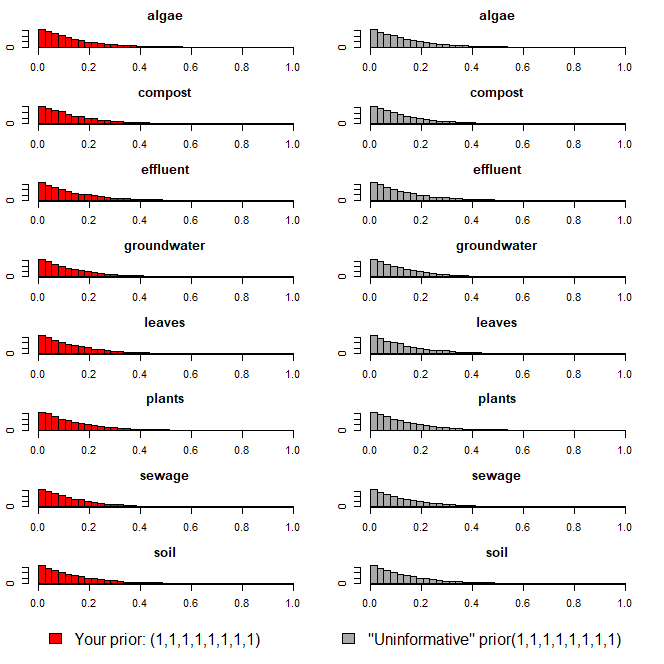 algae algae
0
0
0.0 0.2 0.4 0.6 0.8 1.0 0.0 0.2 0.4 0.6 0.8 1.0
compost compost
0
0
0.0 0.2 0.4 0.6 0.8 1.0 0.0 0.2 0.4 0.6 0.8 1.0
effluent effluent
0
0
0.0 0.2 0.4 0.6 0.8 1.0 0.0 0.2 0.4 0.6 0.8 1.0
groundwater groundwater
0
0
0.0 0.2 0.4 0.6 0.8 1.0 0.0 0.2 0.4 0.6 0.8 1.0
leaves leaves
0
0
0.0 0.2 0.4 0.6 0.8 1.0 0.0 0.2 0.4 0.6 0.8 1.0
plants plants
0
0
0.0 0.2 0.4 0.6 0.8 1.0 0.0 0.2 0.4 0.6 0.8 1.0
sewage sewage
0
0
0.0 0.2 0.4 0.6 0.8 1.0 0.0 0.2 0.4 0.6 0.8 1.0
soil soil
0
0
0.0 0.2 0.4 0.6 0.8 1.0 0.0 0.2 0.4 0.6 0.8 1.0
Your prior: (1,1,1,1,1,1,1,1) "Uninformative" prior(1,1,1,1,1,1,1,1)